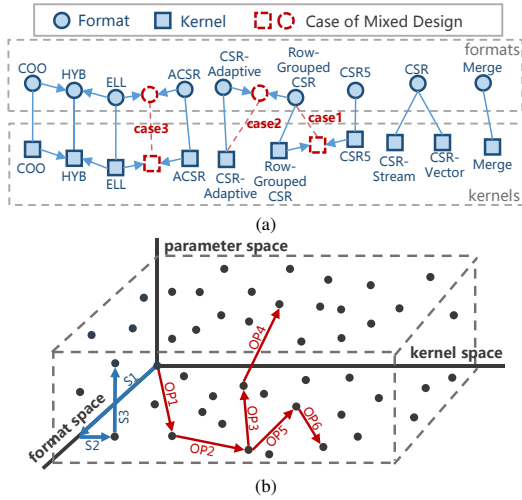 Format Kernel Case of Mixed Design
formats
COO HYB ELL ACSR CSR-Adaptive Row-Grouped CSR CSR5 CSR Merge
case3 case2 case1
COO HYB ELL ACSR CSR-Adaptive Row-Grouped CSR CSR5 CSR-Stream CSR-Vector Merge
kernels
(a)
parameter space
kernel space
format space
S1
S2
S3
OP1
OP2
OP3
OP4
OP5
OP6
(b)